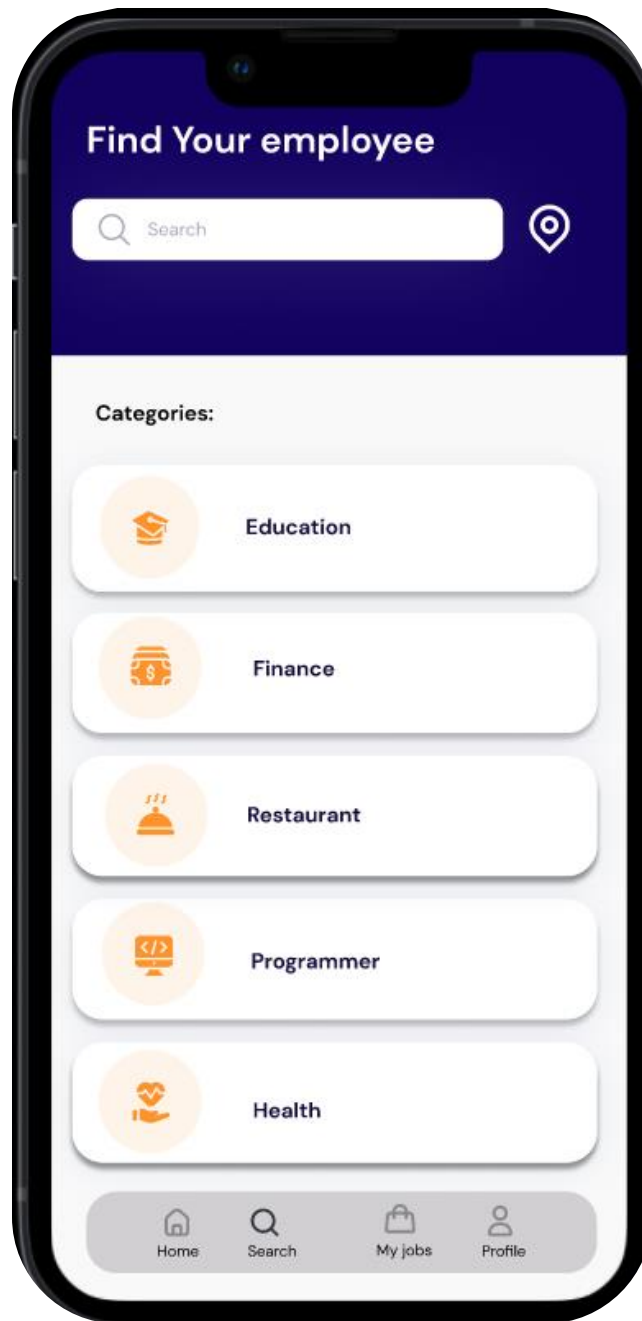 Find Your employee
Search
Categories:
Education
Finance
Restaurant
Programmer
Health
Home Search My jobs Profile